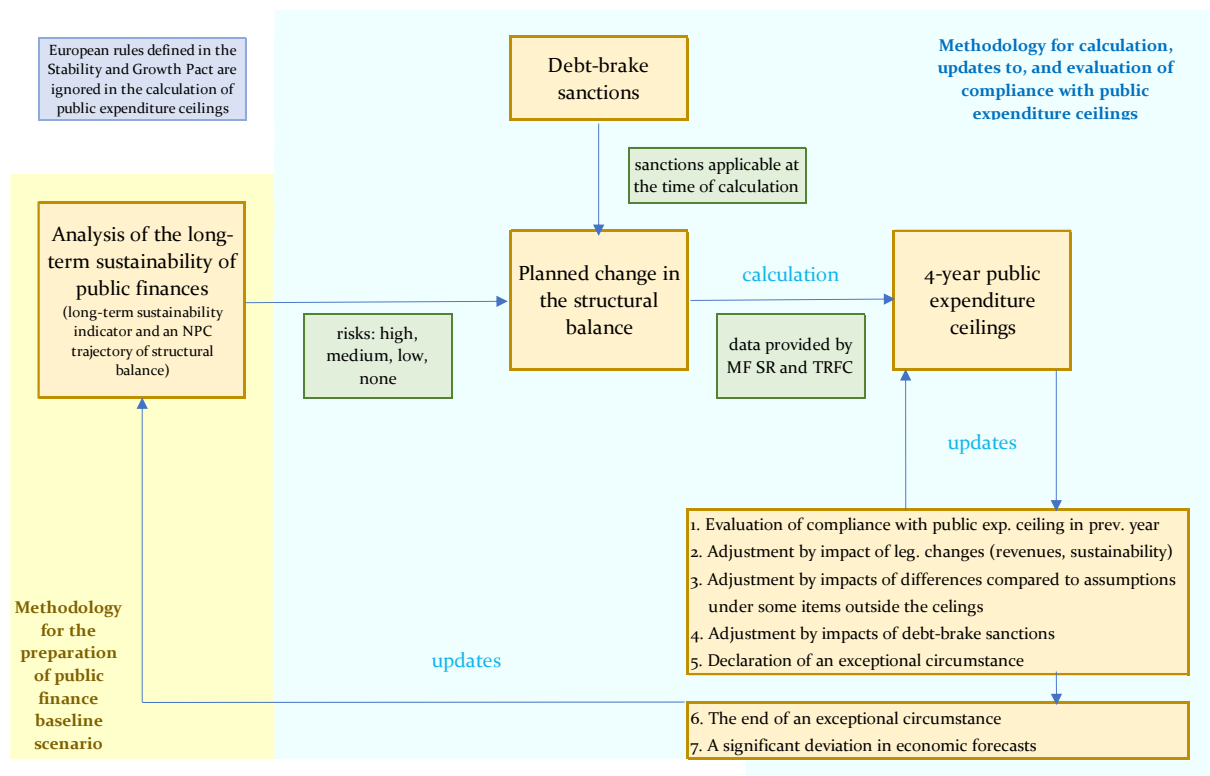 European rules defined in the
Stability and Growth Pact are
ignored in the calculation of
public expenditure ceilings
Debt-brake
sanctions
Methodology for calculation,
updates to, and evaluation of
compliance with public
expenditure ceilings
sanctions applicable at
the time of calculation
Analysis of the long-
term sustainability of
public finances
(long-term sustainability
indicator and an NPC
trajectory of structural
balance)
risks: high,
medium, low,
none
Planned change in
the structural
balance
calculation
data provided by
MF SR and TRFC
4-year public
expenditure
ceilings
updates
1. Evaluation of compliance with public exp. ceiling in prev. year
2. Adjustment by impact of leg. changes (revenues, sustainability)
3. Adjustment by impacts of differences compared to assumptions
under some items outside the celings
4. Adjustment by impacts of debt-brake sanctions
5. Declaration of an exceptional circumstance
Methodology
for the
preparation
of public
finance
baseline
scenario
updates
6. The end of an exceptional circumstance
7. A significant deviation in economic forecasts